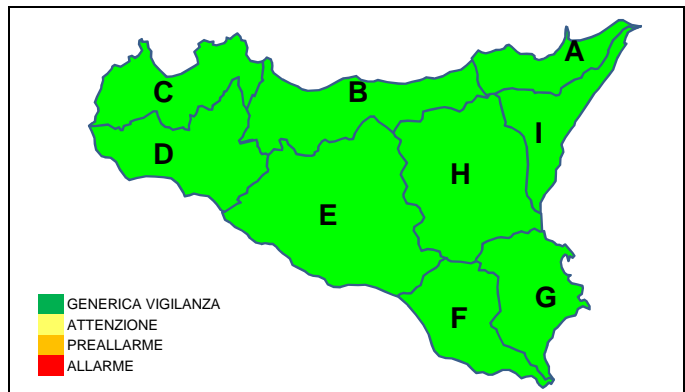 A
B
C
I
D
H
E
G
F
GENERICA VIGILANZA
ATTENZIONE
PREALLARME
ALLARME